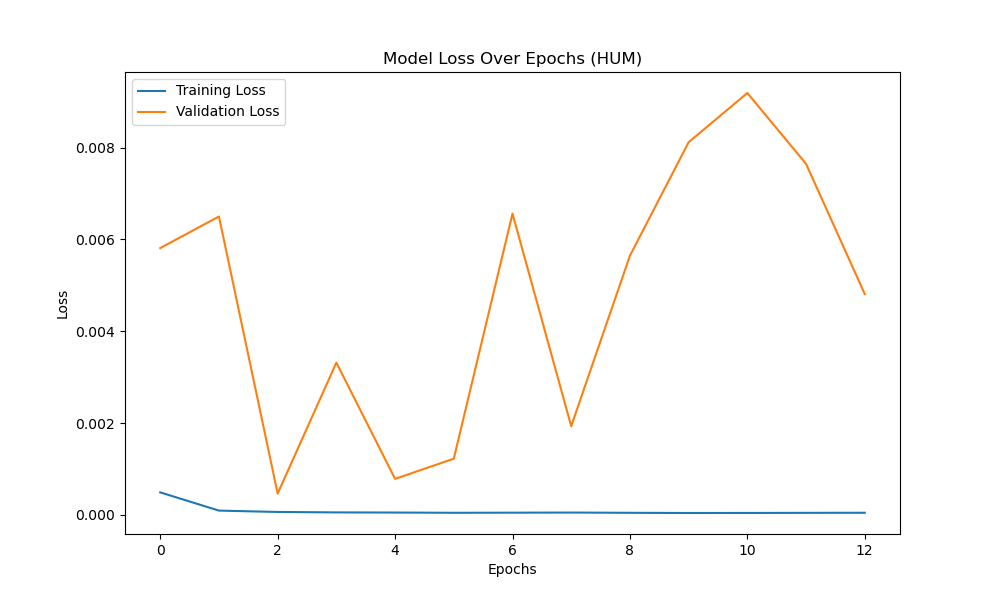 Model Loss Over Epochs (HUM)
Training Loss
Validation Loss
0.008
0.006
0.004
0.002
0.000
Loss
0 2 4 6 8 10 12
Epochs